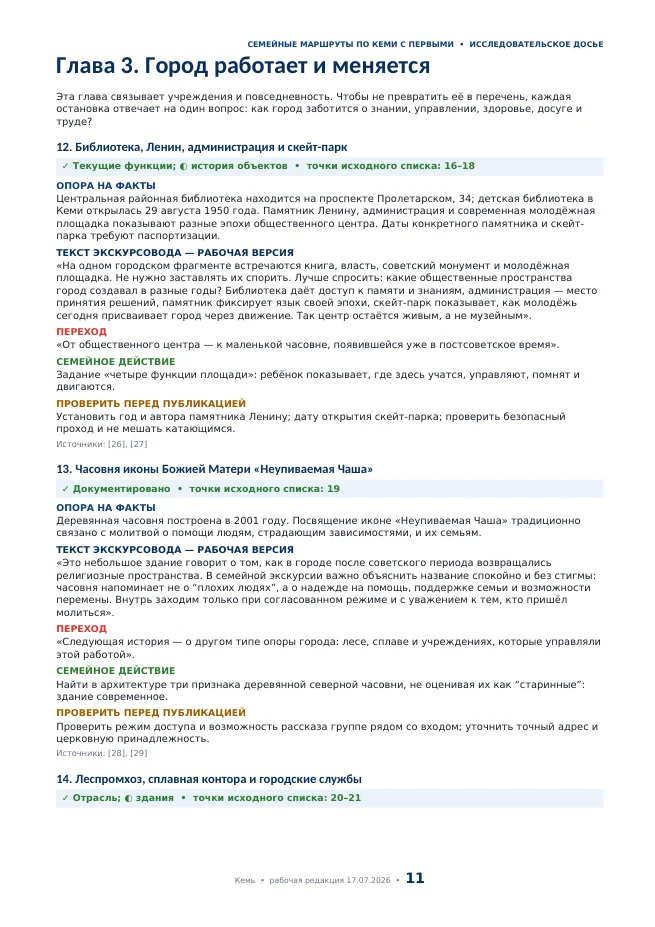 СЕМЕЙНЫЕ МАРШРУТЫ ПО КЕМИ С ПЕРВЫМИ • ИССЛЕДОВАТЕЛЬСКОЕ ДОСЬЕ
Глава 3. Город работает и меняется
Эта глава связывает учреждения и повседневность. Чтобы не превратить её в перечень, каждая
остановка отвечает на один вопрос: как город заботится о знании, управлении, здоровье, досуге и
труде?
12. Библиотека, Ленин, администрация и скейт-парк
✓ Текущие функции; ◐ история объектов • точки исходного списка: 16–18
ОПОРА НА ФАКТЫ
Центральная районная библиотека находится на проспекте Пролетарском, 34; детская библиотека в
Кеми открылась 29 августа 1950 года. Памятник Ленину, администрация и современная молодёжная
площадка показывают разные эпохи общественного центра. Даты конкретного памятника и скейт-
парка требуют паспортизации.
ТЕКСТ ЭКСКУРСОВОДА — РАБОЧАЯ ВЕРСИЯ
«На одном городском фрагменте встречаются книга, власть, советский монумент и молодёжная
площадка. Не нужно заставлять их спорить. Лучше спросить: какие общественные пространства
город создавал в разные годы? Библиотека даёт доступ к памяти и знаниям, администрация — место
принятия решений, памятник фиксирует язык своей эпохи, скейт-парк показывает, как молодёжь
сегодня присваивает город через движение. Так центр остаётся живым, а не музейным».
ПЕРЕХОД
«От общественного центра — к маленькой часовне, появившейся уже в постсоветское время».
СЕМЕЙНОЕ ДЕЙСТВИЕ
Задание «четыре функции площади»: ребёнок показывает, где здесь учатся, управляют, помнят и
двигаются.
ПРОВЕРИТЬ ПЕРЕД ПУБЛИКАЦИЕЙ
Установить год и автора памятника Ленину; дату открытия скейт-парка; проверить безопасный
проход и не мешать катающимся.
Источники: [26], [27]
13. Часовня иконы Божией Матери «Неупиваемая Чаша»
✓ Документировано • точки исходного списка: 19
ОПОРА НА ФАКТЫ
Деревянная часовня построена в 2001 году. Посвящение иконе «Неупиваемая Чаша» традиционно
связано с молитвой о помощи людям, страдающим зависимостями, и их семьям.
ТЕКСТ ЭКСКУРСОВОДА — РАБОЧАЯ ВЕРСИЯ
«Это небольшое здание говорит о том, как в городе после советского периода возвращались
религиозные пространства. В семейной экскурсии важно объяснить название спокойно и без стигмы:
часовня напоминает не о “плохих людях”, а о надежде на помощь, поддержке семьи и возможности
перемены. Внутрь заходим только при согласованном режиме и с уважением к тем, кто пришёл
молиться».
ПЕРЕХОД
«Следующая история — о другом типе опоры города: лесе, сплаве и учреждениях, которые управляли
этой работой».
СЕМЕЙНОЕ ДЕЙСТВИЕ
Найти в архитектуре три признака деревянной северной часовни, не оценивая их как “старинные”:
здание современное.
ПРОВЕРИТЬ ПЕРЕД ПУБЛИКАЦИЕЙ
Проверить режим доступа и возможность рассказа группе рядом со входом; уточнить точный адрес и
церковную принадлежность.
Источники: [28], [29]
14. Леспромхоз, сплавная контора и городские службы
✓ Отрасль; ◐ здания • точки исходного списка: 20–21
Кемь • рабочая редакция 17.07.2026 • 11